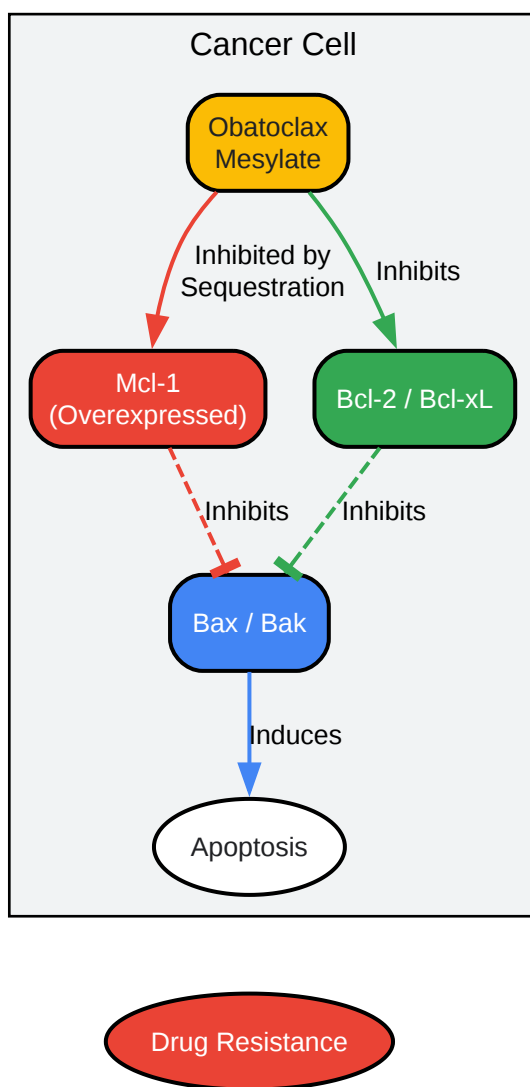 Cancer Cell
Obatoclax
Mesylate
Inhibited by
Sequestration
Inhibits
Mcl-1
(Overexpressed)
Bcl-2 / Bcl-xL
Inhibits
Inhibits
Bax / Bak
Induces
Apoptosis
Drug Resistance